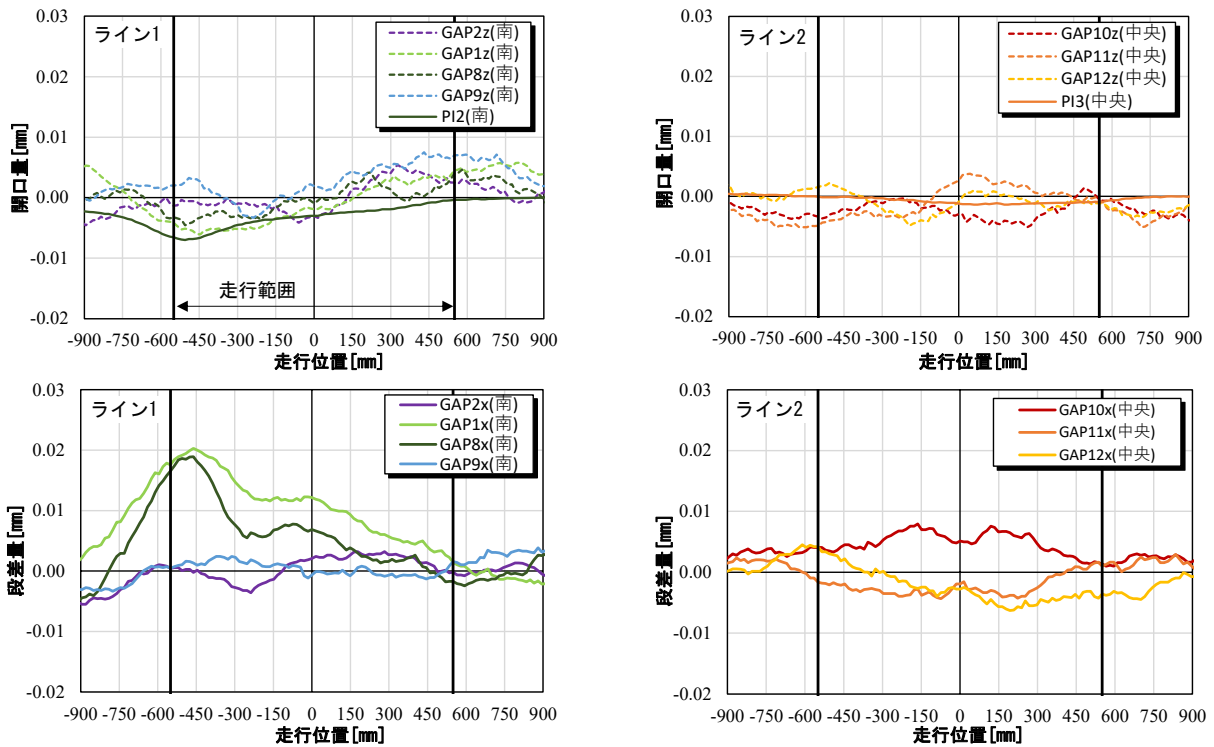 ライン1
GAP2z(南)
GAP1z(南)
GAP8z(南)
GAP9z(南)
PI2(南)
0.03
0.02
0.01
0.00
-0.01
-0.02
開口量[mm]
走行範囲
-900 -750 -600 -450 -300 -150 0 150 300 450 600 750 900
走行位置[mm]
ライン2
GAP10z(中央)
GAP11z(中央)
GAP12z(中央)
PI3(中央)
0.03
0.02
0.01
0.00
-0.01
-0.02
開口量[mm]
-900 -750 -600 -450 -300 -150 0 150 300 450 600 750 900
走行位置[mm]
ライン1
GAP2x(南)
GAP1x(南)
GAP8x(南)
GAP9x(南)
0.03
0.02
0.01
0.00
-0.01
-0.02
段差量[mm]
-900 -750 -600 -450 -300 -150 0 150 300 450 600 750 900
走行位置[mm]
ライン2
GAP10x(中央)
GAP11x(中央)
GAP12x(中央)
0.03
0.02
0.01
0.00
-0.01
-0.02
段差量[mm]
-900 -750 -600 -450 -300 -150 0 150 300 450 600 750 900
走行位置[mm]